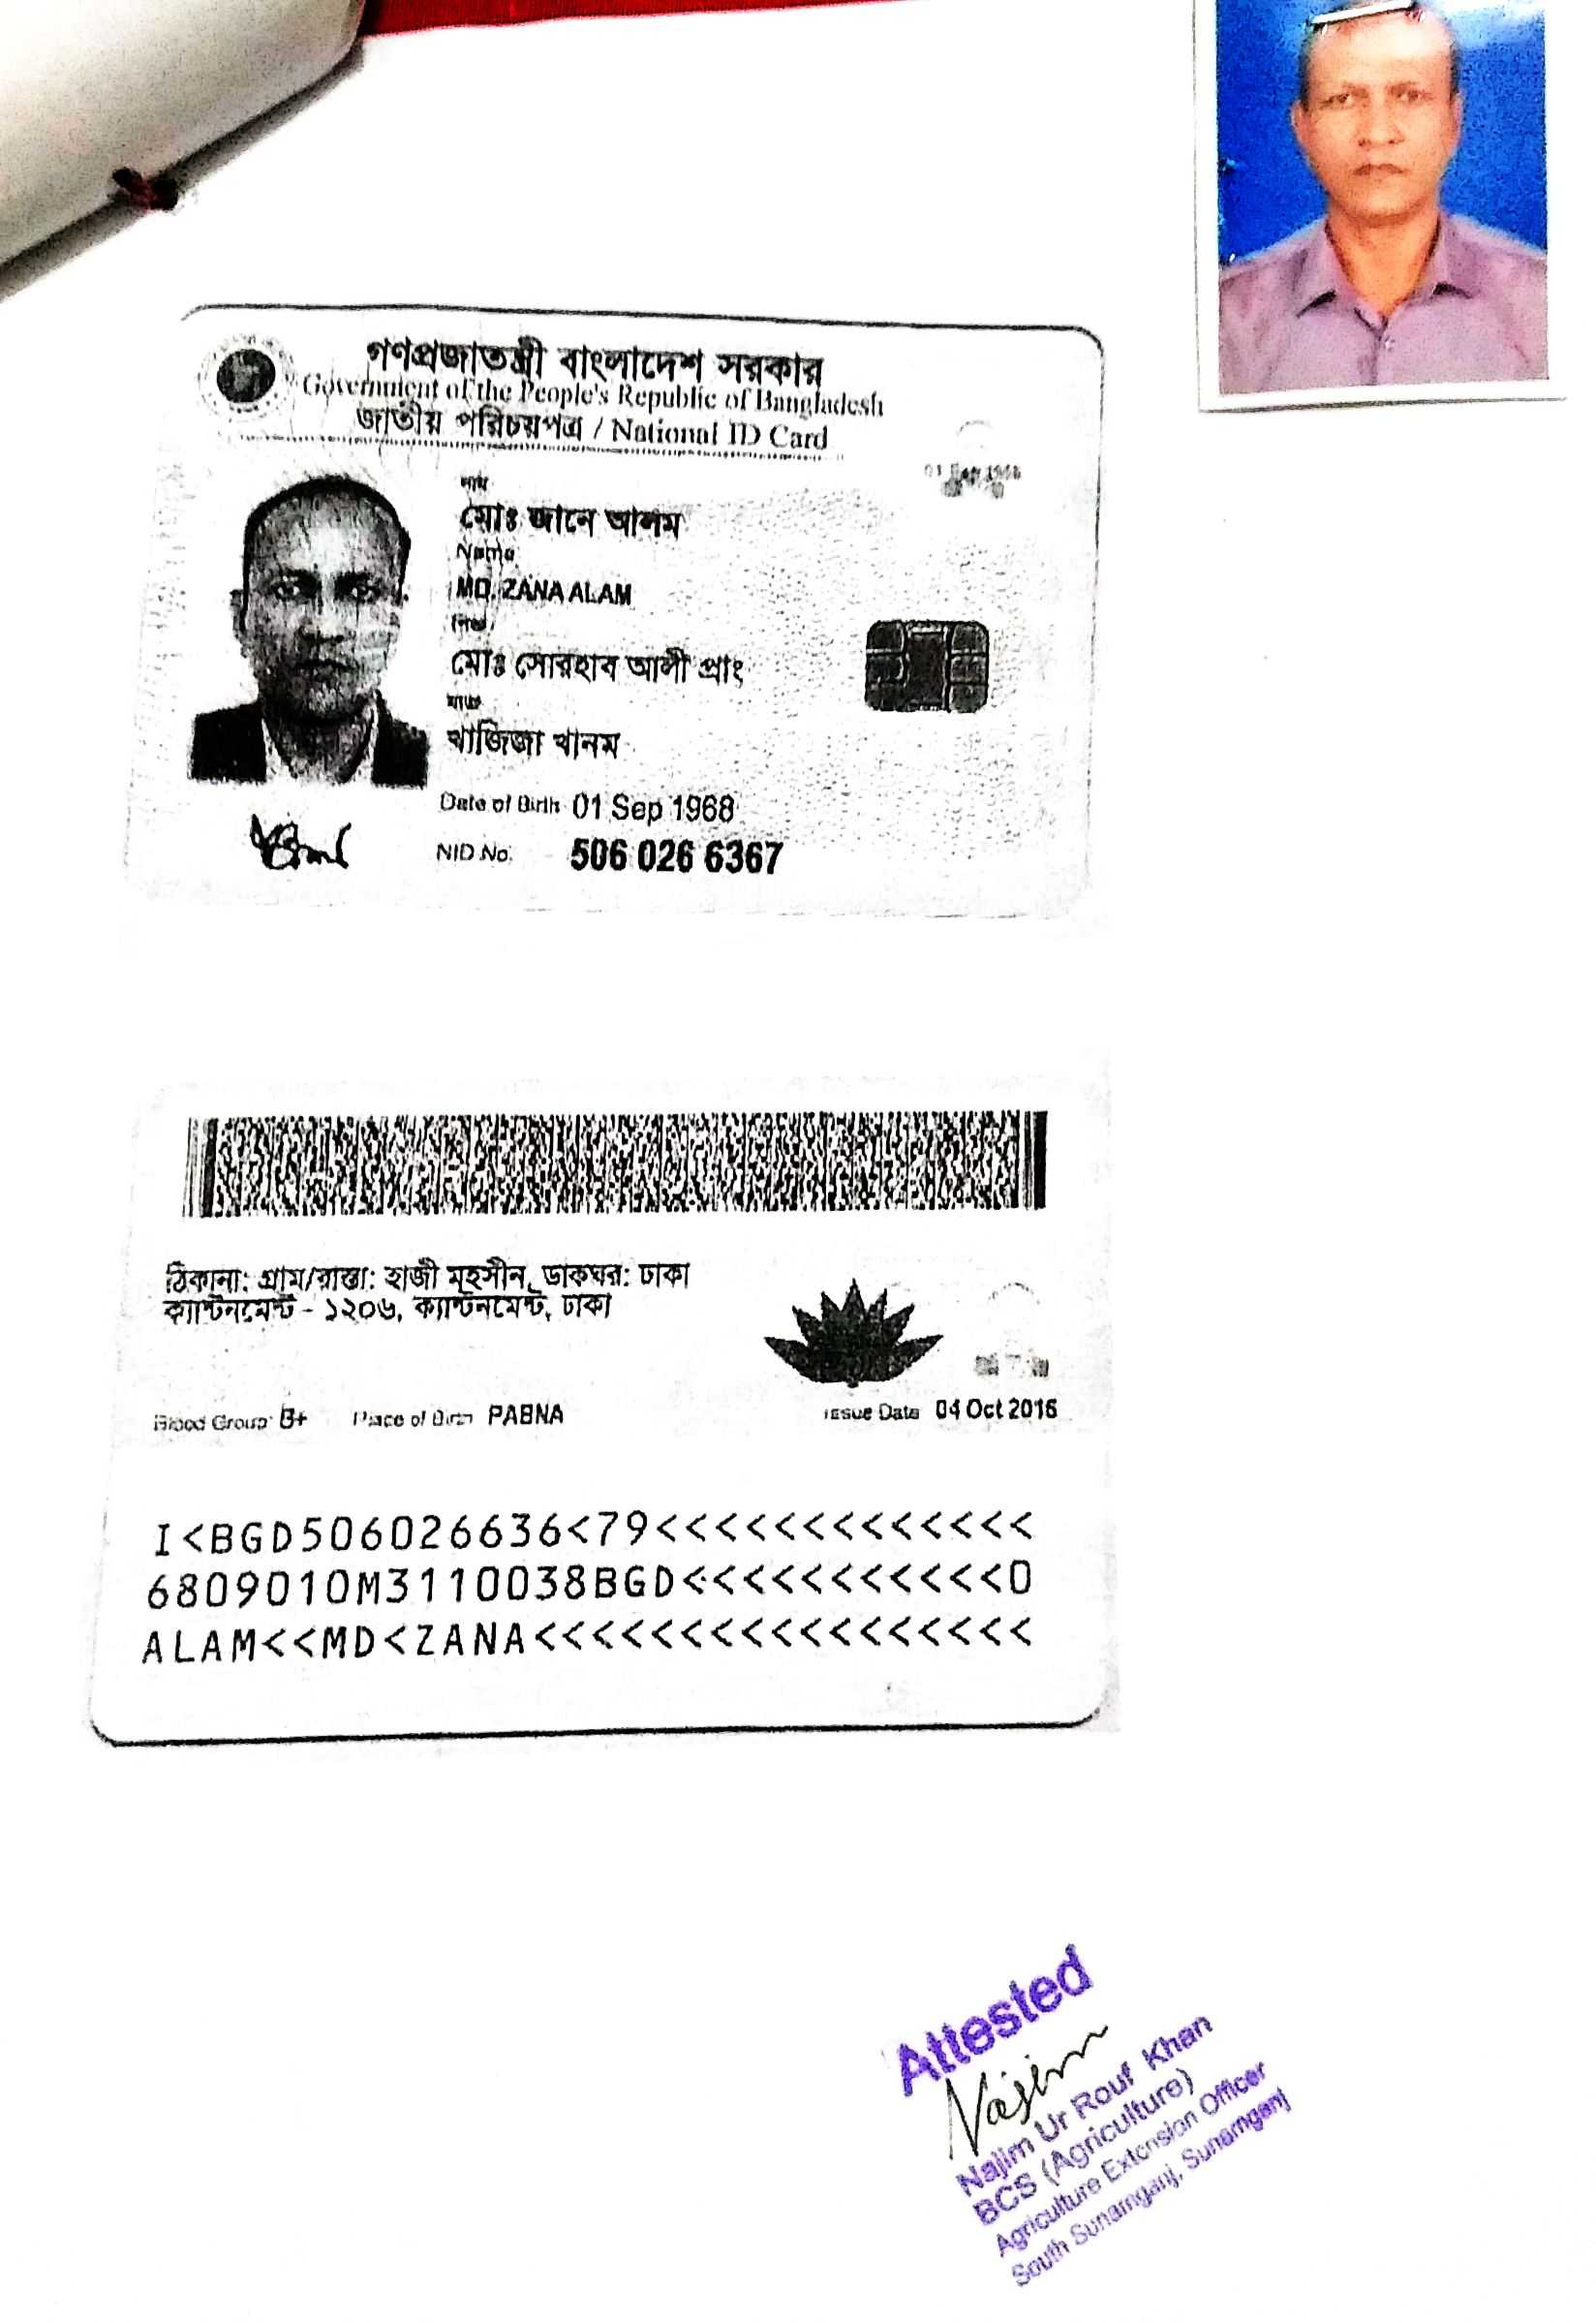 গণপ্রজাতন্ত্রী বাংলাদেশ সরকার
Government of the People's Republic of Bangladesh
জাতীয় পরিচয়পত্র / National ID Card
নাম
মোঃ জানে আলম
Name
MD. ZANA ALAM
পিতা
মোঃ সোরহাব আলী প্রাং
মাতা
খাজিজা খানম
Date of Birth 01 Sep 1968
NID No. 506 026 6367
ঠিকানা: গ্রাম/রাস্তা: হাজী মুহসীন, ডাকঘর: ঢাকা
ক্যান্টনমেন্ট - ১২০৬, ক্যান্টনমেন্ট, ঢাকা
Blood Group: B+ Place of Birth PABNA Issue Date 04 Oct 2016
I<BGD506026636<79<<<<<<<<<<<<<
6809010M3110038BGD<<<<<<<<<<<0
ALAM<<MD<ZANA<<<<<<<<<<<<<<<<<
Attested
Najim
Najim Ur Rouf Khan
BCS (Agriculture)
Agriculture Extension Officer
South Sunamganj, Sunamganj